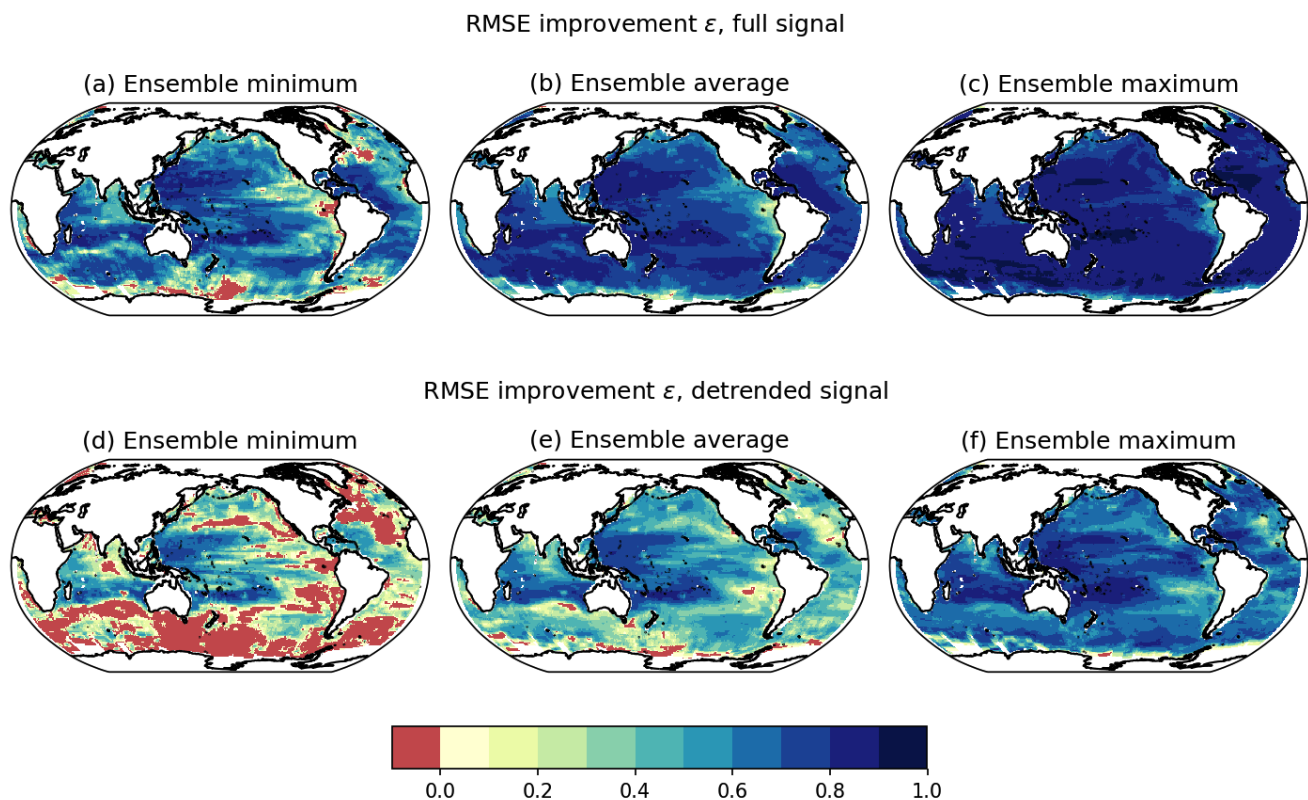 RMSE improvement ε, full signal
(a) Ensemble minimum
(b) Ensemble average
(c) Ensemble maximum
RMSE improvement ε, detrended signal
(d) Ensemble minimum
(e) Ensemble average
(f) Ensemble maximum
0.0 0.2 0.4 0.6 0.8 1.0